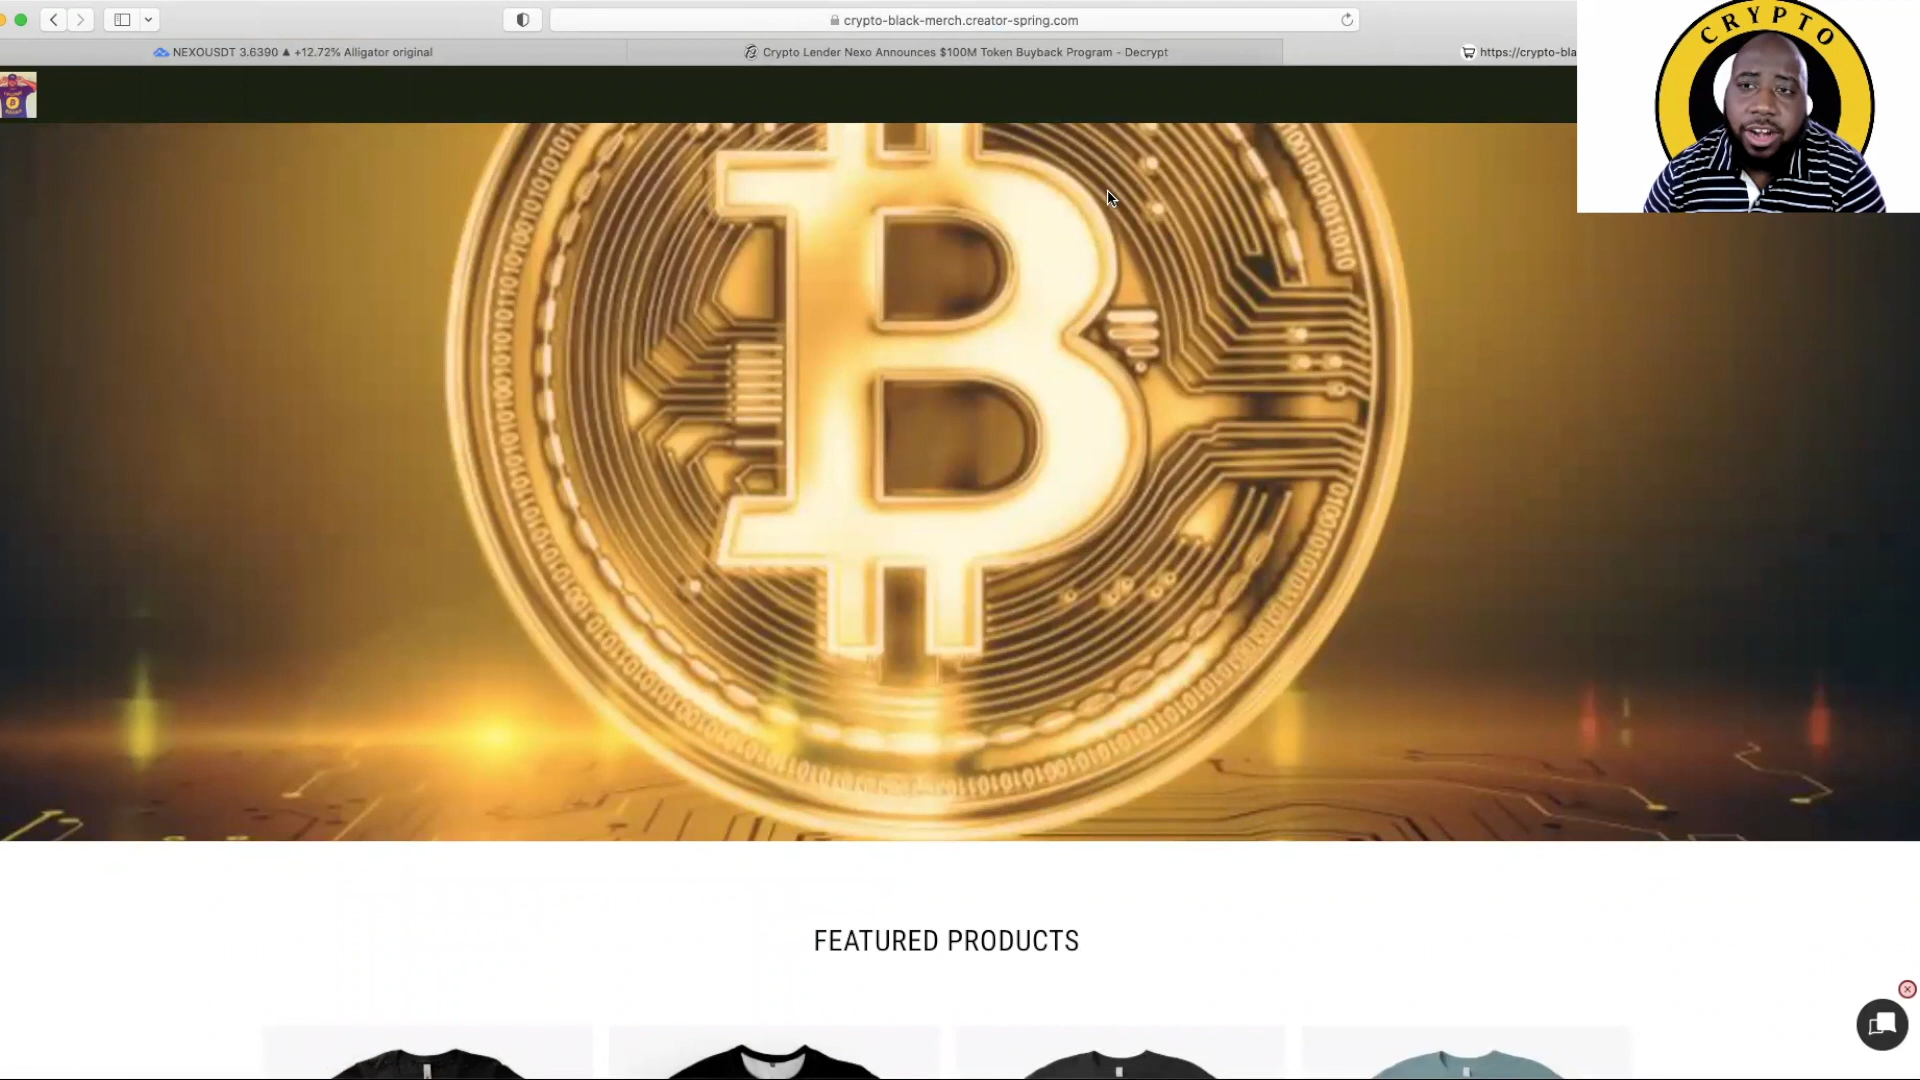 crypto-black-merch.creator-spring.com
NEXOUSDT 3.6390 ▲ +12.72% Alligator original
Crypto Lender Nexo Announces $100M Token Buyback Program - Decrypt
https://crypto-bla
CRYPTO
FEATURED PRODUCTS